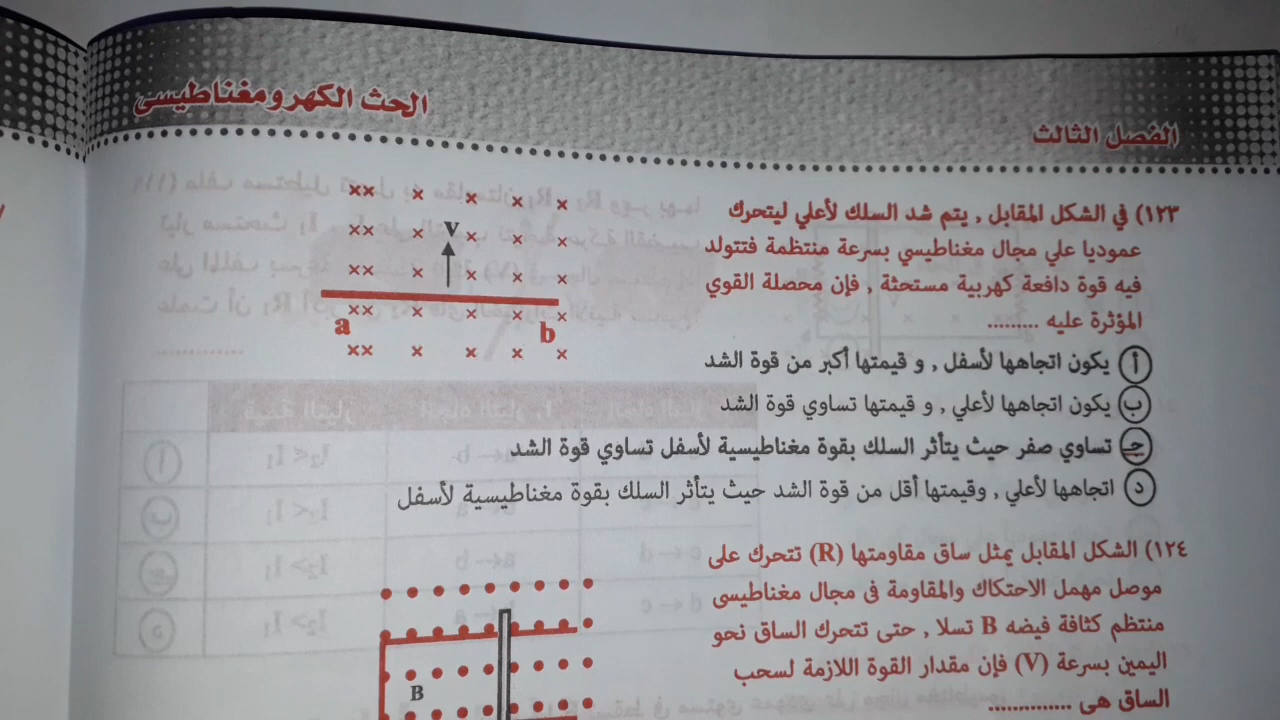 الحث الكهرومغناطيسى
الفصل الثالث
١٢٣) في الشكل المقابل , يتم شد السلك لأعلي ليتحرك
عموديا علي مجال مغناطيسي بسرعة منتظمة فتتولد
فيه قوة دافعة كهربية مستحثة , فإن محصلة القوي
المؤثرة عليه .........
v
a
b
أ يكون اتجاهها لأسفل , و قيمتها أكبر من قوة الشد
ب يكون اتجاهها لأعلي , و قيمتها تساوي قوة الشد
جـ تساوي صفر حيث يتأثر السلك بقوة مغناطيسية لأسفل تساوي قوة الشد
د اتجاهها لأعلي , وقيمتها أقل من قوة الشد حيث يتأثر السلك بقوة مغناطيسية لأسفل
١٢٤) الشكل المقابل يمثل ساق مقاومتها (R) تتحرك على
موصل مهمل الاحتكاك والمقاومة فى مجال مغناطيسى
منتظم كثافة فيضه B تسلا , حتى تتحرك الساق نحو
اليمين بسرعة (V) فإن مقدار القوة اللازمة لسحب
الساق هى ..............
B